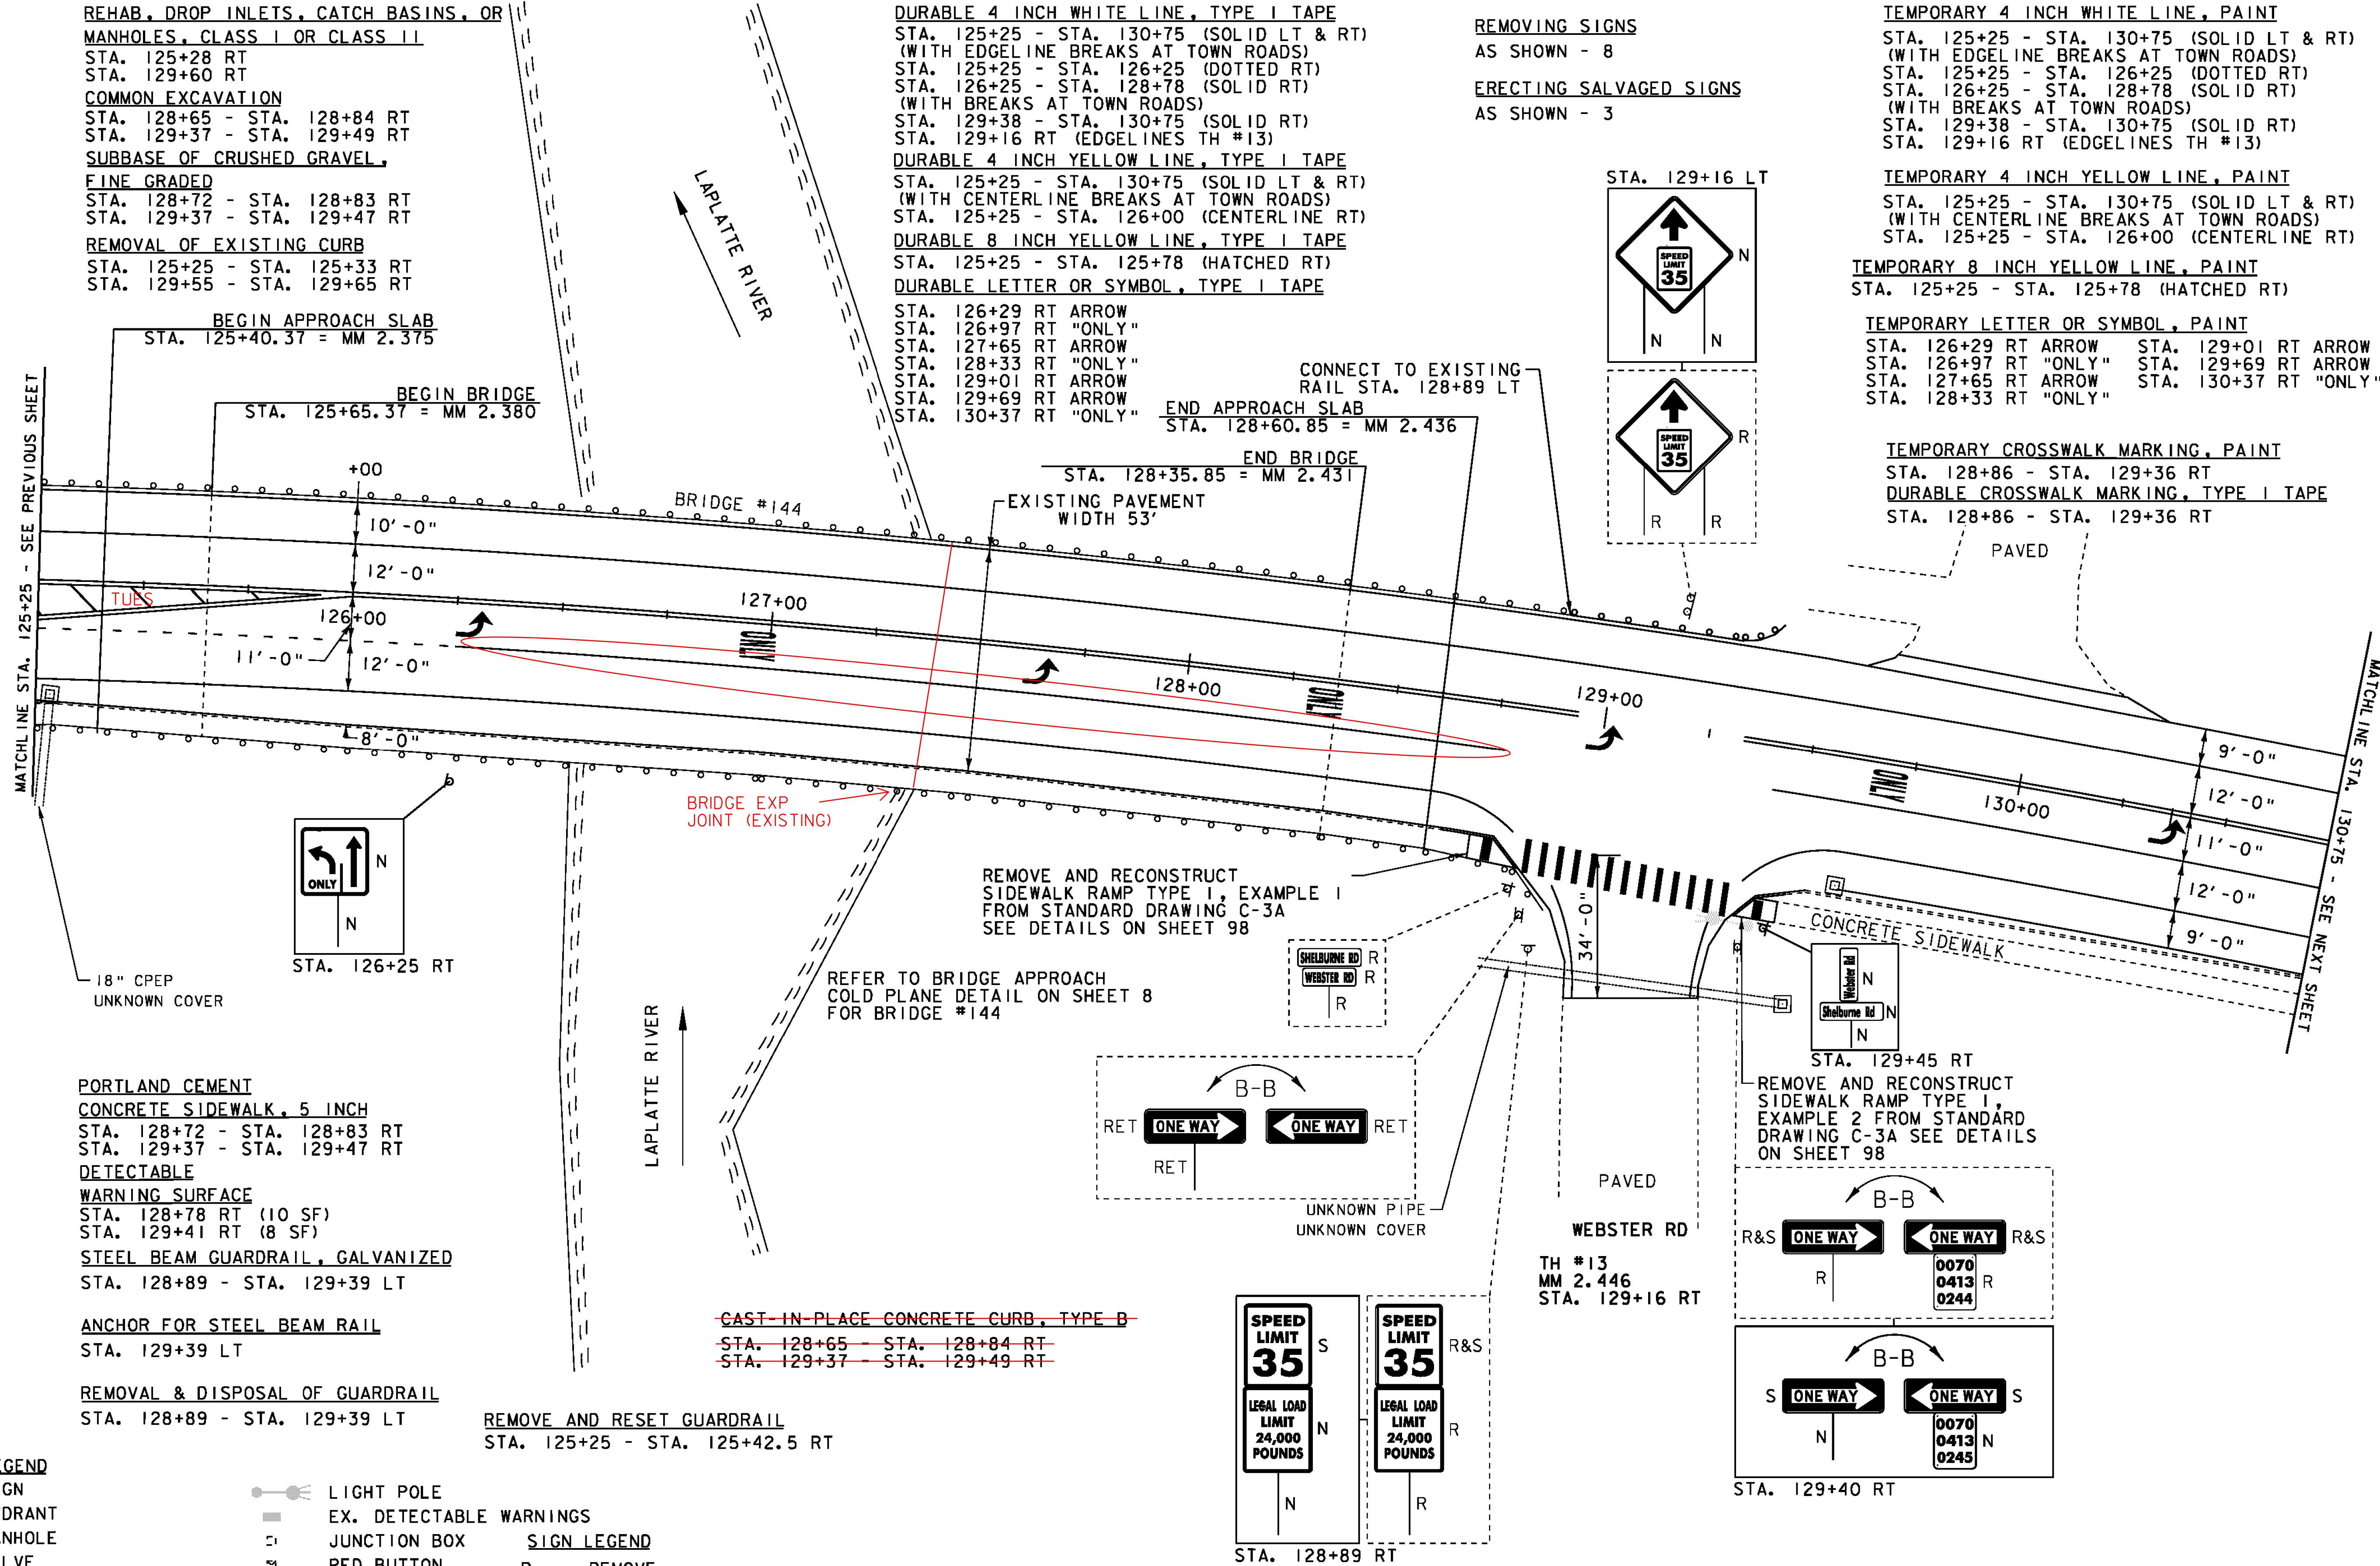 REHAB. DROP INLETS, CATCH BASINS, OR
MANHOLES, CLASS I OR CLASS II
STA. 125+28 RT
STA. 129+60 RT
COMMON EXCAVATION
STA. 128+65 - STA. 128+84 RT
STA. 129+37 - STA. 129+49 RT
SUBBASE OF CRUSHED GRAVEL,
FINE GRADED
STA. 128+72 - STA. 128+83 RT
STA. 129+37 - STA. 129+47 RT
REMOVAL OF EXISTING CURB
STA. 125+25 - STA. 125+33 RT
STA. 129+55 - STA. 129+65 RT
BEGIN APPROACH SLAB
STA. 125+40.37 = MM 2.375
BEGIN BRIDGE
STA. 125+65.37 = MM 2.380
LAPLATTE RIVER
DURABLE 4 INCH WHITE LINE, TYPE I TAPE
STA. 125+25 - STA. 130+75 (SOLID LT & RT)
(WITH EDGELINE BREAKS AT TOWN ROADS)
STA. 125+25 - STA. 126+25 (DOTTED RT)
STA. 126+25 - STA. 128+78 (SOLID RT)
(WITH BREAKS AT TOWN ROADS)
STA. 129+38 - STA. 130+75 (SOLID RT)
STA. 129+16 RT (EDGELINES TH #13)
DURABLE 4 INCH YELLOW LINE, TYPE I TAPE
STA. 125+25 - STA. 130+75 (SOLID LT & RT)
(WITH CENTERLINE BREAKS AT TOWN ROADS)
STA. 125+25 - STA. 126+00 (CENTERLINE RT)
DURABLE 8 INCH YELLOW LINE, TYPE I TAPE
STA. 125+25 - STA. 125+78 (HATCHED RT)
DURABLE LETTER OR SYMBOL, TYPE I TAPE
STA. 126+29 RT ARROW
STA. 126+97 RT "ONLY"
STA. 127+65 RT ARROW
STA. 128+33 RT "ONLY"
STA. 129+01 RT ARROW
STA. 129+69 RT ARROW
STA. 130+37 RT "ONLY"
REMOVING SIGNS
AS SHOWN - 8
ERECTING SALVAGED SIGNS
AS SHOWN - 3
TEMPORARY 4 INCH WHITE LINE, PAINT
STA. 125+25 - STA. 130+75 (SOLID LT & RT)
(WITH EDGELINE BREAKS AT TOWN ROADS)
STA. 125+25 - STA. 126+25 (DOTTED RT)
STA. 126+25 - STA. 128+78 (SOLID RT)
(WITH BREAKS AT TOWN ROADS)
STA. 129+38 - STA. 130+75 (SOLID RT)
STA. 129+16 RT (EDGELINES TH #13)
TEMPORARY 4 INCH YELLOW LINE, PAINT
STA. 125+25 - STA. 130+75 (SOLID LT & RT)
(WITH CENTERLINE BREAKS AT TOWN ROADS)
STA. 125+25 - STA. 126+00 (CENTERLINE RT)
TEMPORARY 8 INCH YELLOW LINE, PAINT
STA. 125+25 - STA. 125+78 (HATCHED RT)
TEMPORARY LETTER OR SYMBOL, PAINT
STA. 126+29 RT ARROW STA. 129+01 RT ARROW
STA. 126+97 RT "ONLY" STA. 129+69 RT ARROW
STA. 127+65 RT ARROW STA. 130+37 RT "ONLY"
STA. 128+33 RT "ONLY"
TEMPORARY CROSSWALK MARKING, PAINT
STA. 128+86 - STA. 129+36 RT
DURABLE CROSSWALK MARKING, TYPE I TAPE
STA. 128+86 - STA. 129+36 RT
STA. 129+16 LT
SPEED
LIMIT
35
N
N N
SPEED
LIMIT
35
R
R R
CONNECT TO EXISTING
RAIL STA. 128+89 LT
END APPROACH SLAB
STA. 128+60.85 = MM 2.436
END BRIDGE
STA. 128+35.85 = MM 2.431
EXISTING PAVEMENT
WIDTH 53'
BRIDGE #144
PAVED
MATCHLINE STA. 125+25 - SEE PREVIOUS SHEET
+00
10'-0"
12'-0"
TUES
126+00
11'-0"
12'-0"
8'-0"
127+00
ONLY
128+00
ONLY
129+00
ONLY
130+00
9'-0"
12'-0"
11'-0"
12'-0"
9'-0"
MATCHLINE STA. 130+75 - SEE NEXT SHEET
BRIDGE EXP
JOINT (EXISTING)
ONLY
N
N
STA. 126+25 RT
18" CPEP
UNKNOWN COVER
REMOVE AND RECONSTRUCT
SIDEWALK RAMP TYPE I, EXAMPLE I
FROM STANDARD DRAWING C-3A
SEE DETAILS ON SHEET 98
REFER TO BRIDGE APPROACH
COLD PLANE DETAIL ON SHEET 8
FOR BRIDGE #144
LAPLATTE RIVER
34'-0"
CONCRETE SIDEWALK
SHELBURNE RD R
WEBSTER RD R
R
Webster Rd N
Shelburne Rd N
N
STA. 129+45 RT
REMOVE AND RECONSTRUCT
SIDEWALK RAMP TYPE I,
EXAMPLE 2 FROM STANDARD
DRAWING C-3A SEE DETAILS
ON SHEET 98
B-B
RET ONE WAY ONE WAY RET
RET
UNKNOWN PIPE
UNKNOWN COVER
PAVED
WEBSTER RD
TH #13
MM 2.446
STA. 129+16 RT
B-B
R&S ONE WAY ONE WAY R&S
R
0070
0413 R
0244
B-B
S ONE WAY ONE WAY S
N
0070
0413 N
0245
STA. 129+40 RT
SPEED
LIMIT
35
S
LEGAL LOAD
LIMIT
24,000
POUNDS
N
N
SPEED
LIMIT
35
R&S
LEGAL LOAD
LIMIT
24,000
POUNDS
R
R
STA. 128+89 RT
PORTLAND CEMENT
CONCRETE SIDEWALK, 5 INCH
STA. 128+72 - STA. 128+83 RT
STA. 129+37 - STA. 129+47 RT
DETECTABLE
WARNING SURFACE
STA. 128+78 RT (10 SF)
STA. 129+41 RT (8 SF)
STEEL BEAM GUARDRAIL, GALVANIZED
STA. 128+89 - STA. 129+39 LT
ANCHOR FOR STEEL BEAM RAIL
STA. 129+39 LT
REMOVAL & DISPOSAL OF GUARDRAIL
STA. 128+89 - STA. 129+39 LT
CAST-IN-PLACE CONCRETE CURB, TYPE B
STA. 128+65 - STA. 128+84 RT
STA. 129+37 - STA. 129+49 RT
REMOVE AND RESET GUARDRAIL
STA. 125+25 - STA. 125+42.5 RT
EGEND
IGN
DRANT
ANHOLE
LIGHT POLE
EX. DETECTABLE WARNINGS
JUNCTION BOX
SIGN LEGEND